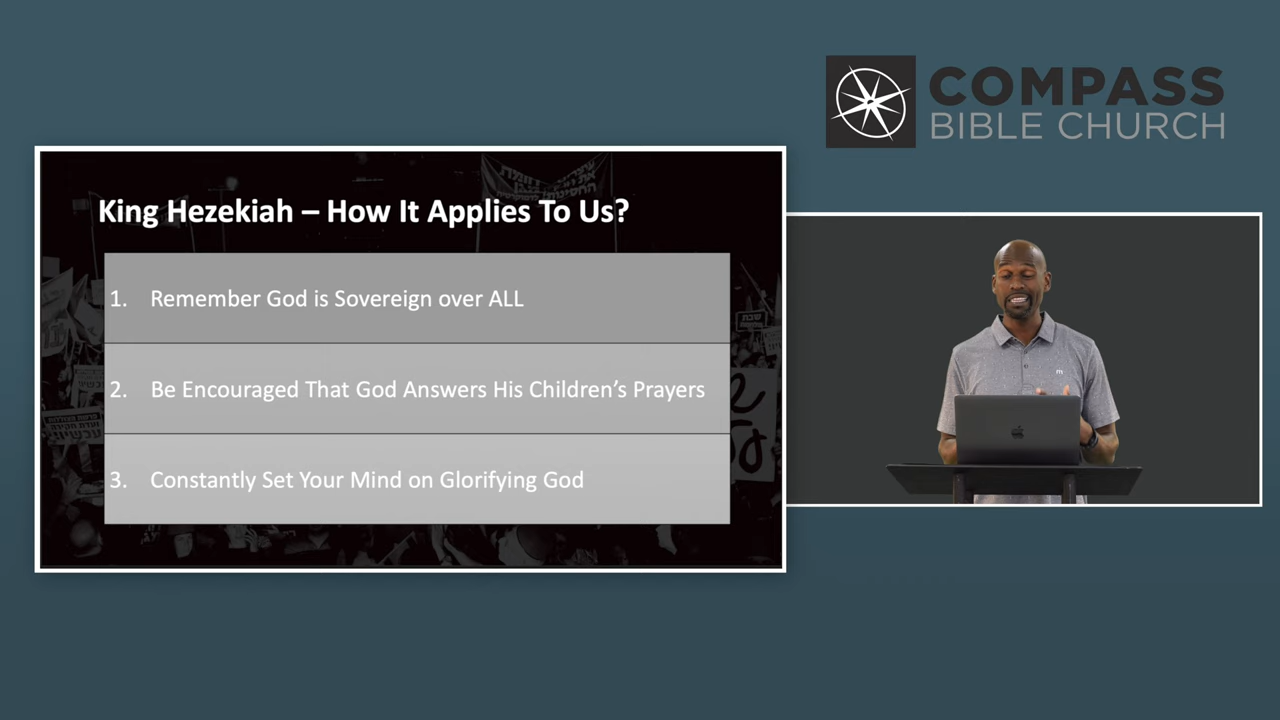 COMPASS
BIBLE CHURCH
King Hezekiah – How It Applies To Us?
1. Remember God is Sovereign over ALL
2. Be Encouraged That God Answers His Children’s Prayers
3. Constantly Set Your Mind on Glorifying God
m
שבת